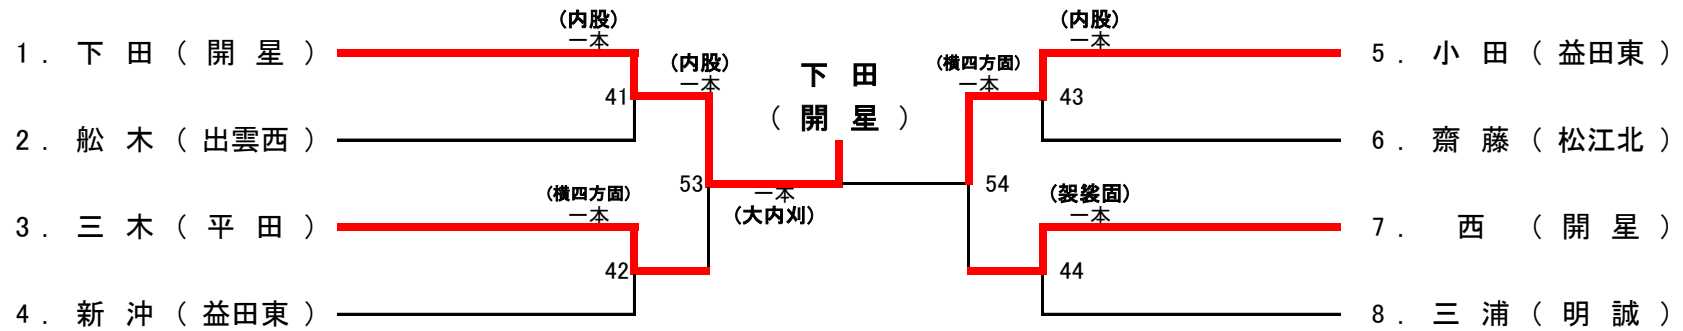 (内股)
一本
1. 下 田 ( 開 星 )
41
2. 舩 木 ( 出雲西 )
(横四方固)
一本
3. 三 木 ( 平 田 )
42
4. 新 沖 ( 益田東 )
(内股)
一本
53
下 田
( 開 星 )
一本
(大内刈)
(横四方固)
一本
54
(内股)
一本
5. 小 田 ( 益田東 )
43
6. 齋 藤 ( 松江北 )
(袈裟固)
一本
7. 西 ( 開 星 )
44
8. 三 浦 ( 明 誠 )